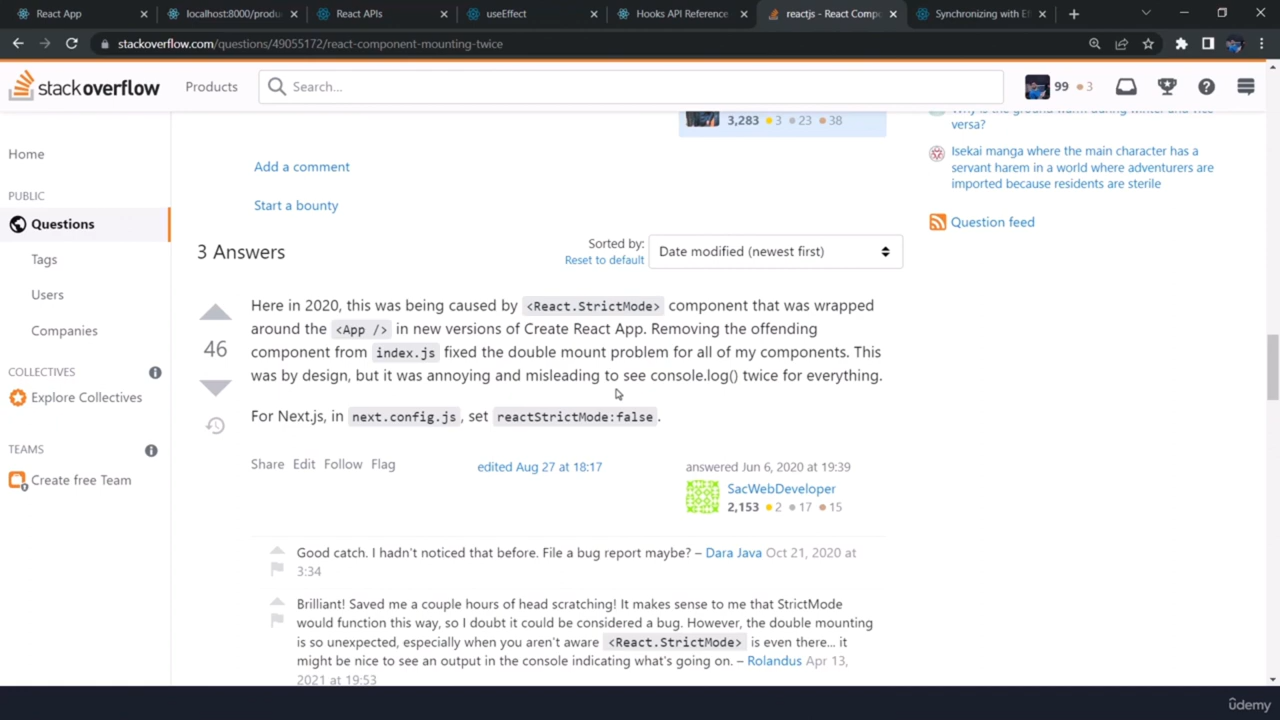 React App
localhost:8000/produ
React APIs
useEffect
Hooks API Reference
reactjs - React Comp
Synchronizing with Ef
stackoverflow.com/questions/49055172/react-component-mounting-twice
stackoverflow
Products
Search...
99 3
3,283 3 23 38
Why is the ground warm during winter and vice
versa?
Isekai manga where the main character has a
servant harem in a world where adventurers are
imported because residents are sterile
Question feed
Home
PUBLIC
Questions
Tags
Users
Companies
COLLECTIVES
Explore Collectives
TEAMS
Create free Team
Add a comment
Start a bounty
3 Answers
Sorted by:
Reset to default
Date modified (newest first)
46
Here in 2020, this was being caused by <React.StrictMode> component that was wrapped
around the <App /> in new versions of Create React App. Removing the offending
component from index.js fixed the double mount problem for all of my components. This
was by design, but it was annoying and misleading to see console.log() twice for everything.
For Next.js, in next.config.js, set reactStrictMode:false.
Share Edit Follow Flag
edited Aug 27 at 18:17
answered Jun 6, 2020 at 19:39
SacWebDeveloper
2,153 2 17 15
Good catch. I hadn't noticed that before. File a bug report maybe? – Dara Java Oct 21, 2020 at
3:34
Brilliant! Saved me a couple hours of head scratching! It makes sense to me that StrictMode
would function this way, so I doubt it could be considered a bug. However, the double mounting
is so unexpected, especially when you aren't aware <React.StrictMode> is even there... it
might be nice to see an output in the console indicating what's going on. – Rolandus Apr 13,
2021 at 19:53
ûdemy